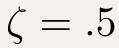 ζ = .5